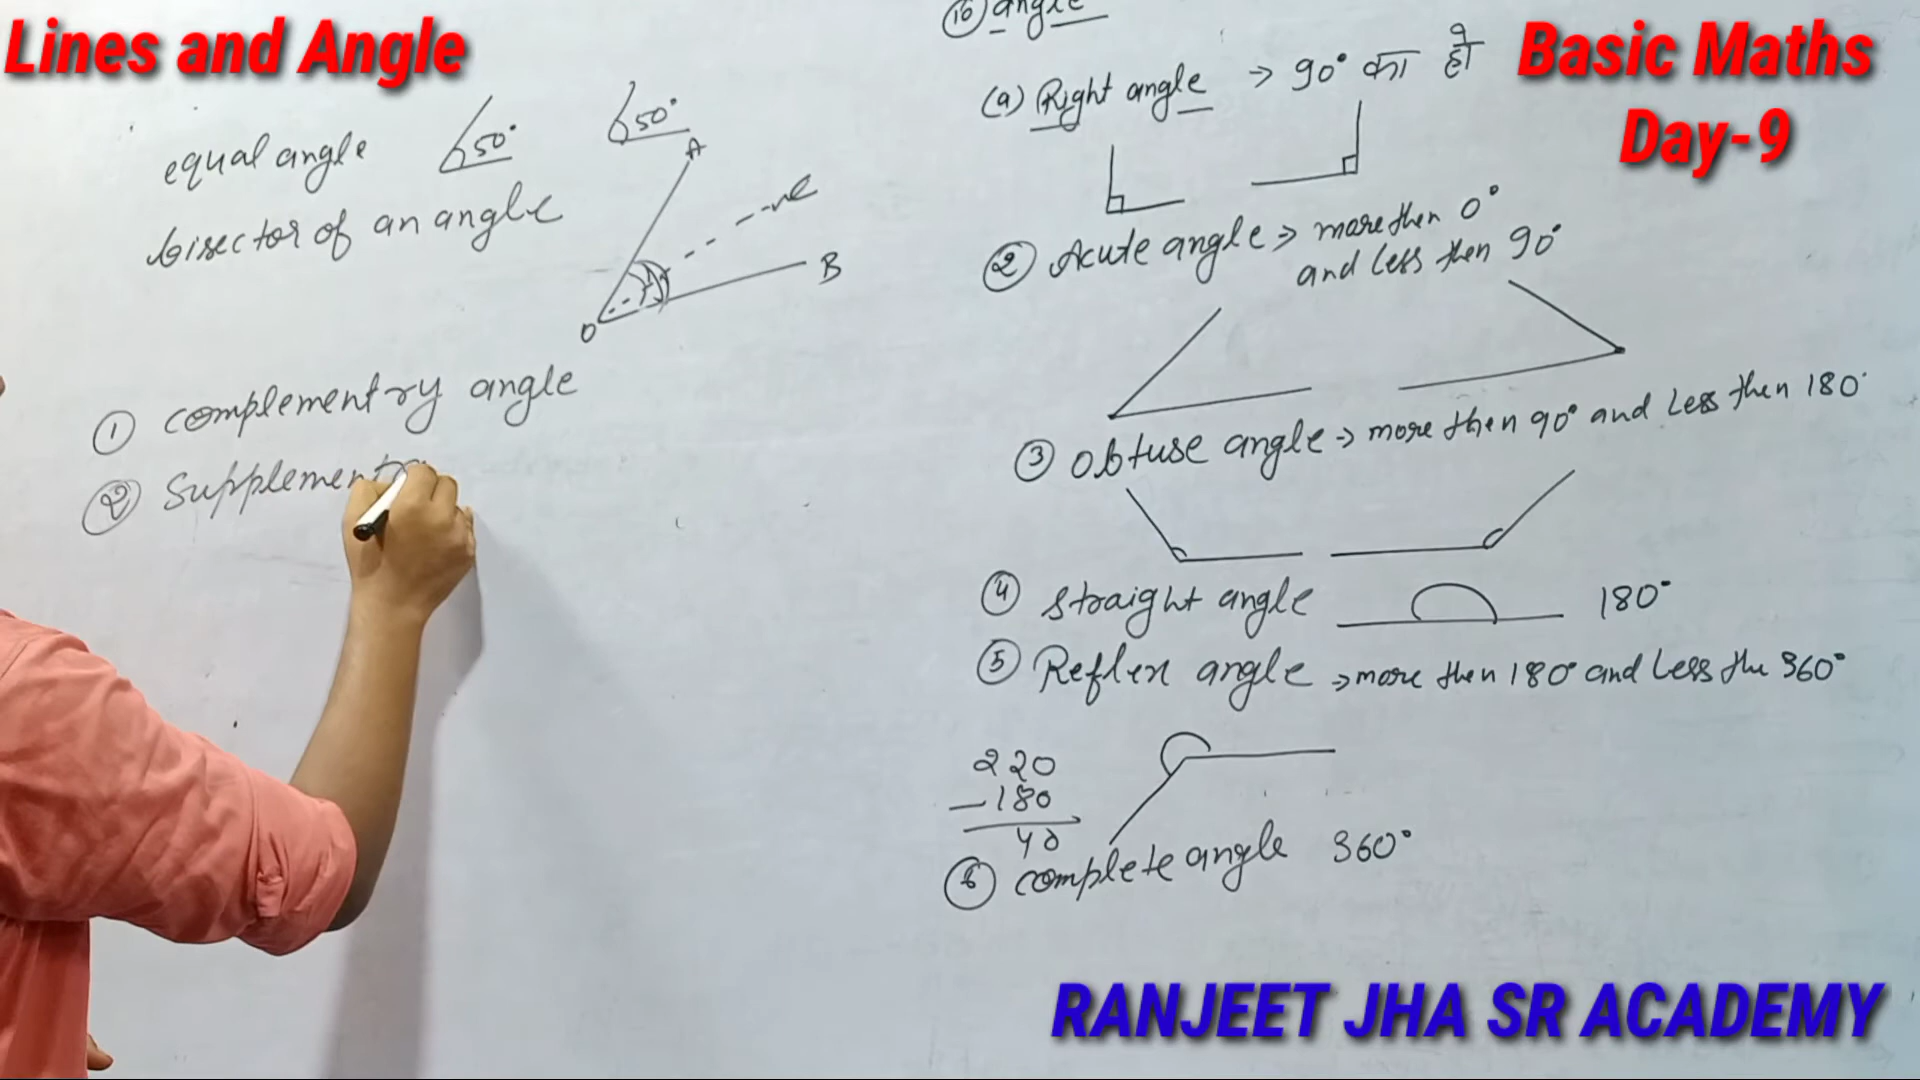 Lines and Angle
Basic Maths
Day-9
equal angle 50° 50°
bisector of an angle
A
B
O
① complementry angle
② Supplement
⑩ angle
(a) Right angle → 90° का हो
② Acute angle → more then 0°
and less then 90°
③ Obtuse angle → more then 90° and Less then 180°
④ straight angle 180°
⑤ Reflex angle → more then 180° and Less the 360°
220
-180
40
⑥ complete angle 360°
RANJEET JHA SR ACADEMY